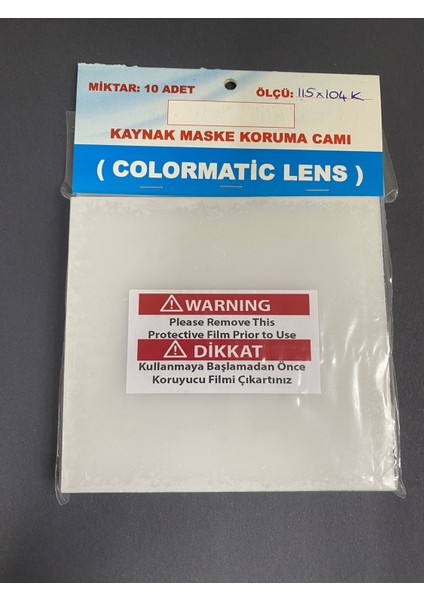 MİKTAR: 10 ADET ÖLÇÜ: 115x104 K
KAYNAK MASKE KORUMA CAMI
( COLORMATİC LENS )
WARNING
Please Remove This
Protective Film Prior to Use
DİKKAT
Kullanmaya Başlamadan Önce
Koruyucu Filmi Çıkartınız